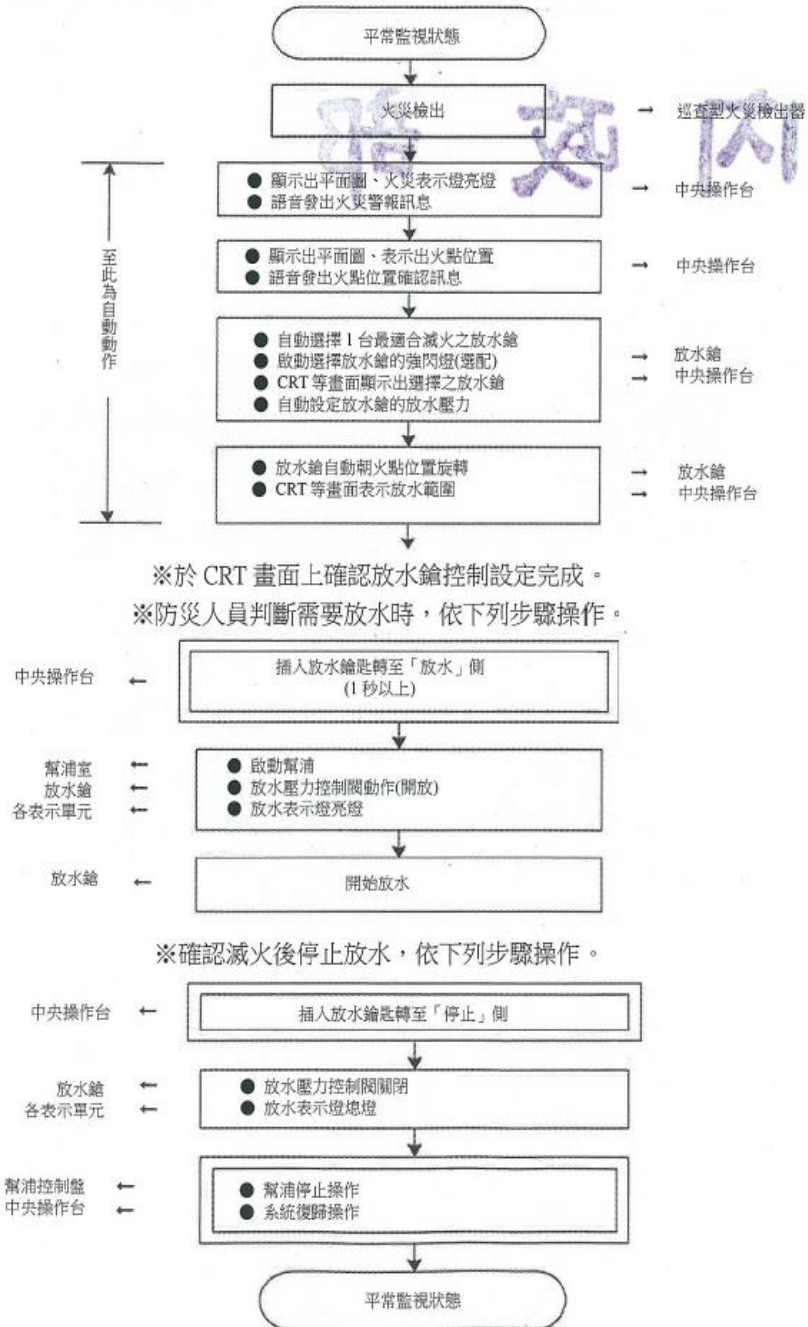 平常監視狀態
火災檢出
→ 巡查型火災檢出器
至此為自動動作
● 顯示出平面圖、火災表示燈亮燈
● 語音發出火災警報訊息
→ 中央操作台
● 顯示出平面圖、表示出火點位置
● 語音發出火點位置確認訊息
→ 中央操作台
● 自動選擇 1 台最適合滅火之放水鎗
● 啟動選擇放水鎗的強閃燈(選配)
● CRT 等畫面顯示出選擇之放水鎗
● 自動設定放水鎗的放水壓力
→ 放水鎗
→ 中央操作台
● 放水鎗自動朝火點位置旋轉
● CRT 等畫面表示放水範圍
→ 放水鎗
→ 中央操作台
※於 CRT 畫面上確認放水鎗控制設定完成。
※防災人員判斷需要放水時，依下列步驟操作。
中央操作台 ←
插入放水鑰匙轉至「放水」側
(1 秒以上)
幫浦室 ←
放水鎗 ←
各表示單元 ←
● 啟動幫浦
● 放水壓力控制閥動作(開放)
● 放水表示燈亮燈
放水鎗 ←
開始放水
※確認滅火後停止放水，依下列步驟操作。
中央操作台 ←
插入放水鑰匙轉至「停止」側
放水鎗 ←
各表示單元 ←
● 放水壓力控制閥關閉
● 放水表示燈熄燈
幫浦控制盤 ←
中央操作台 ←
● 幫浦停止操作
● 系統復歸操作
平常監視狀態